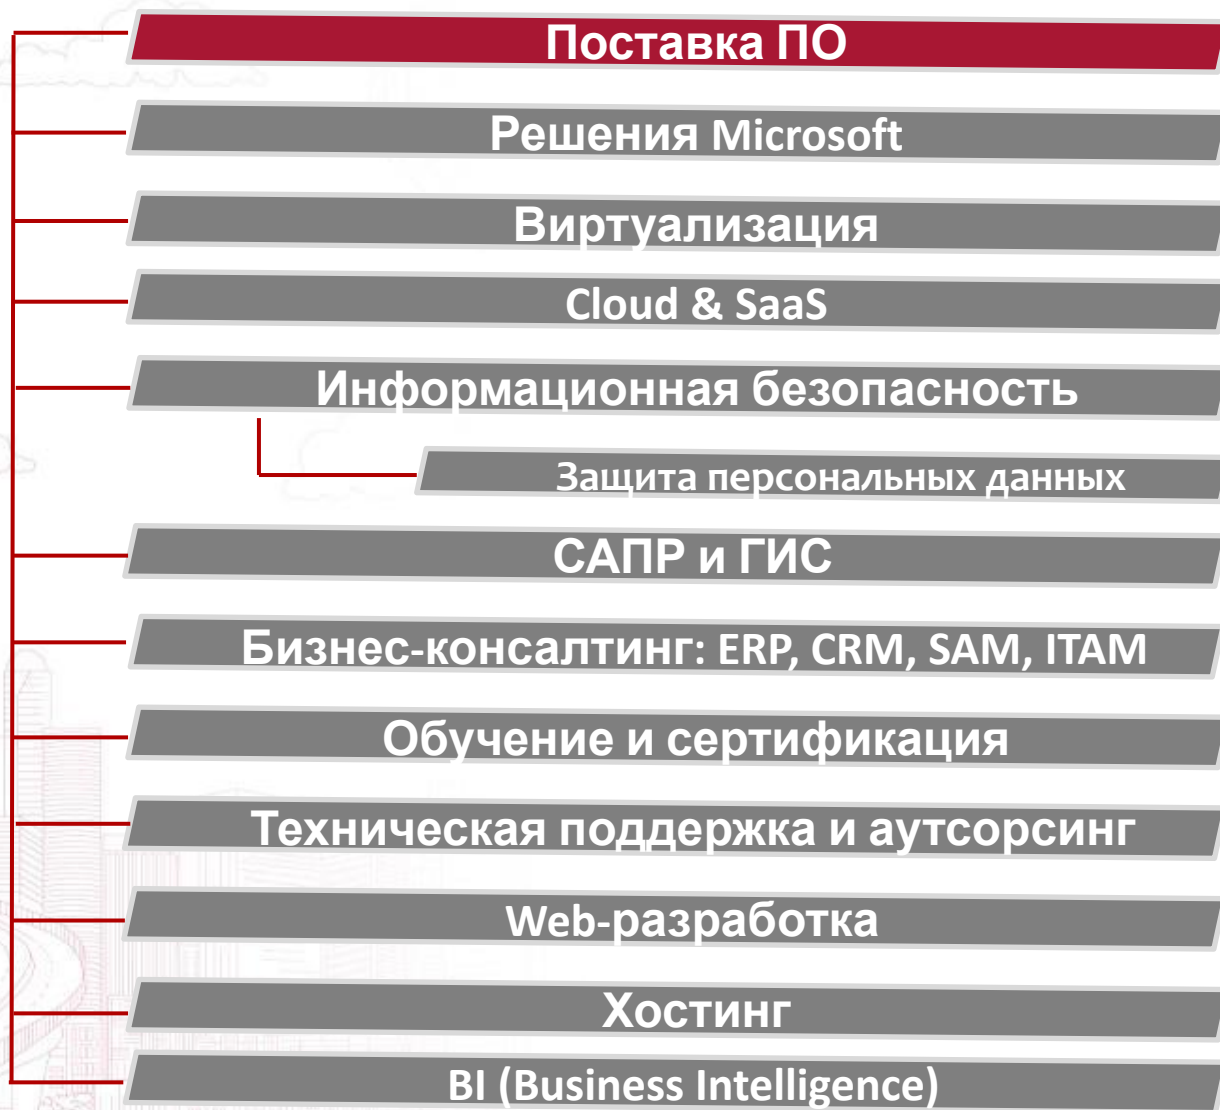 Поставка ПО
Решения Microsoft
Виртуализация
Cloud & SaaS
Информационная безопасность
Защита персональных данных
САПР и ГИС
Бизнес-консалтинг: ERP, CRM, SAM, ITAM
Обучение и сертификация
Техническая поддержка и аутсорсинг
Web-разработка
Хостинг
BI (Business Intelligence)